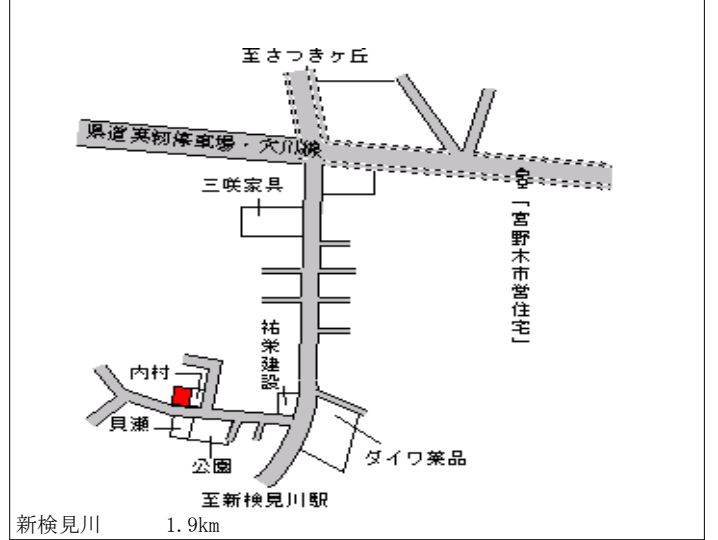 至さつきヶ丘
県道実籾停車場・穴川線
三咲家具
「宮野木市営住宅」
祐栄建設
内村
貝瀬
公園
ダイワ薬品
至新検見川駅
新検見川 1.9km